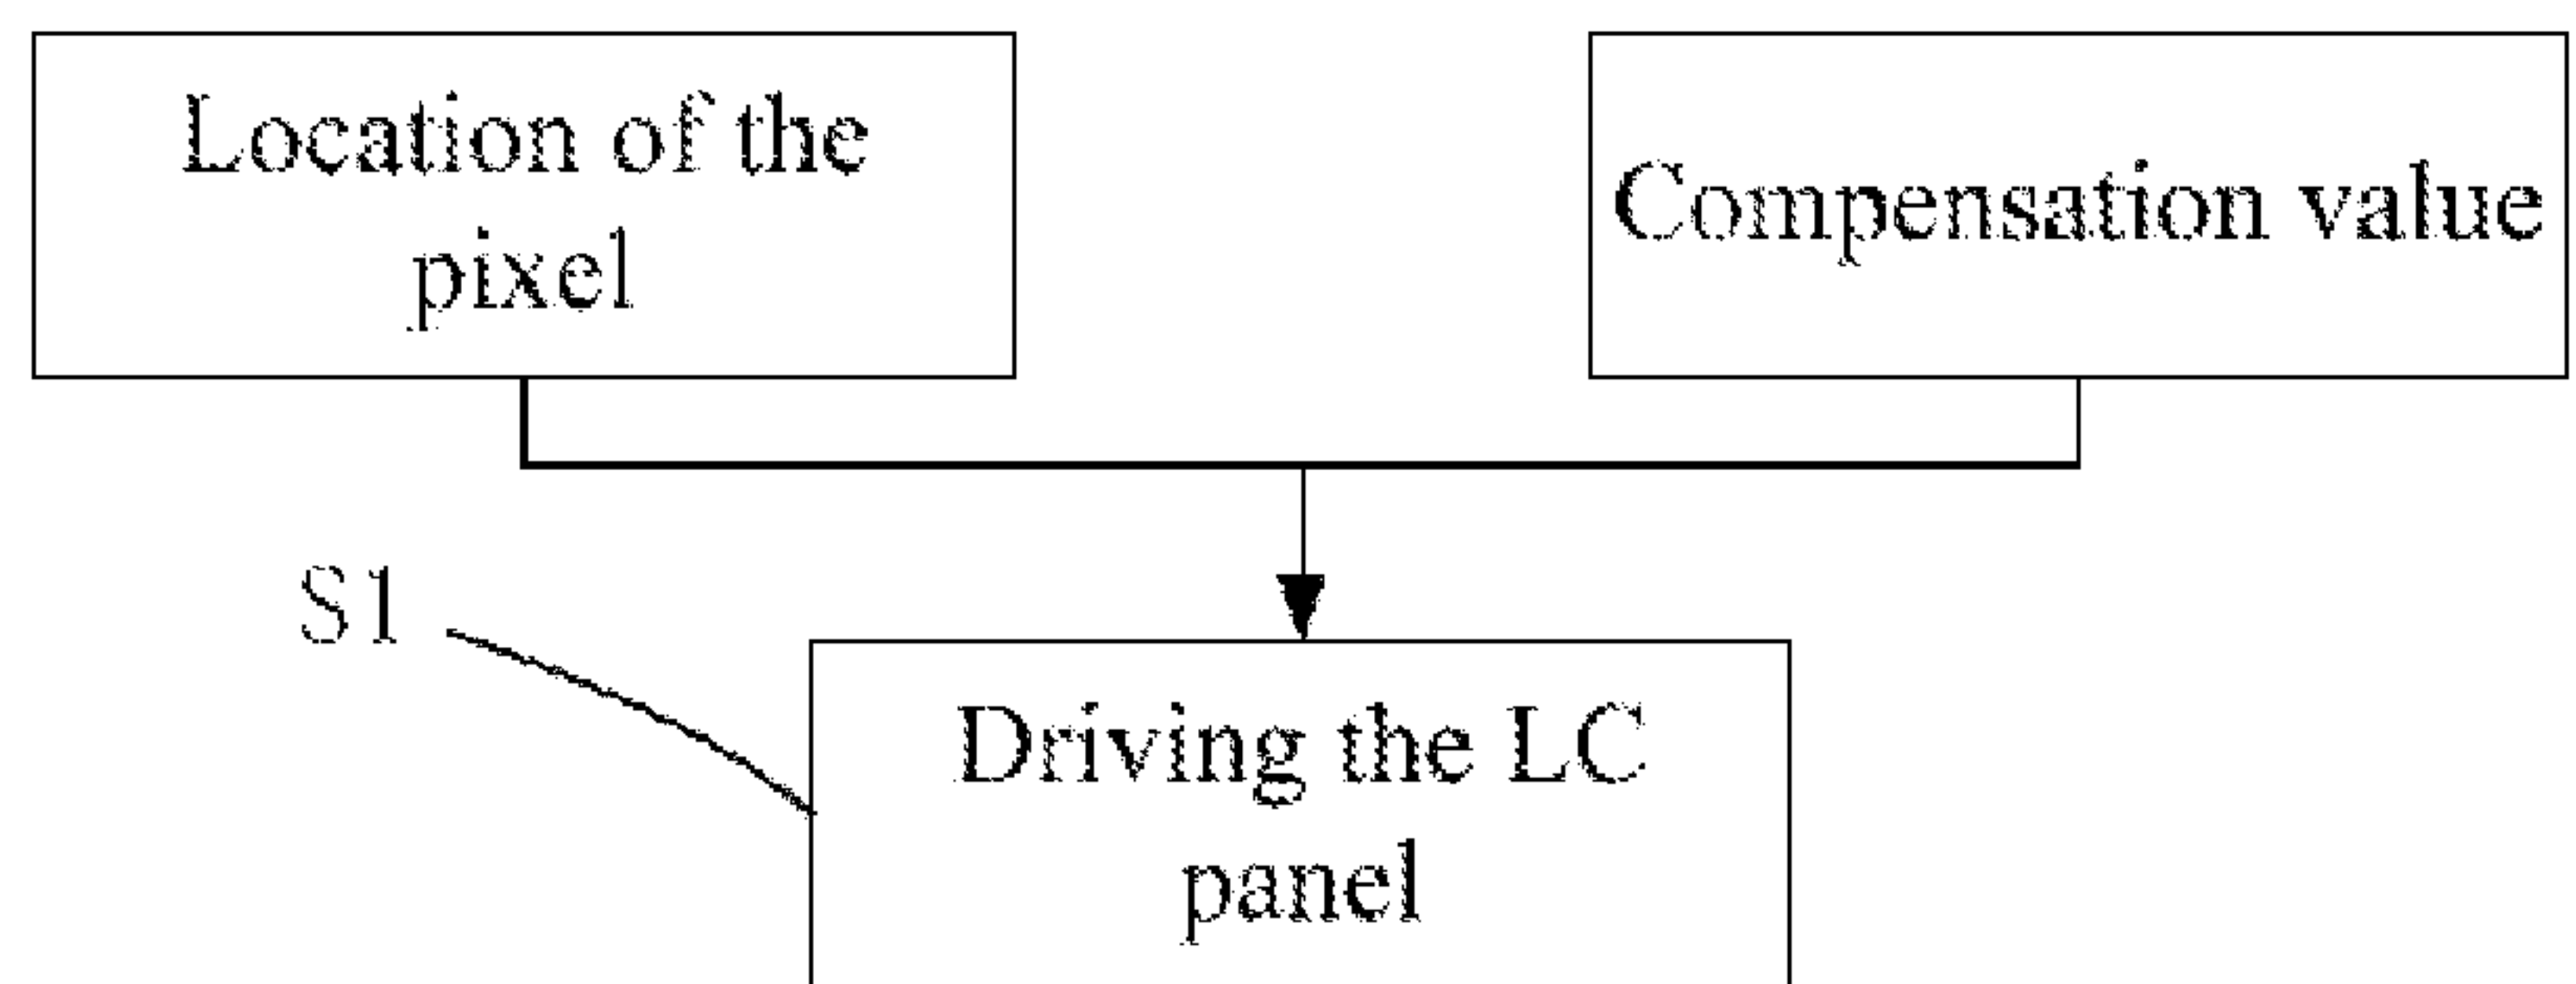 Location of the
pixel
Compensation value
S1
Driving the LC
panel